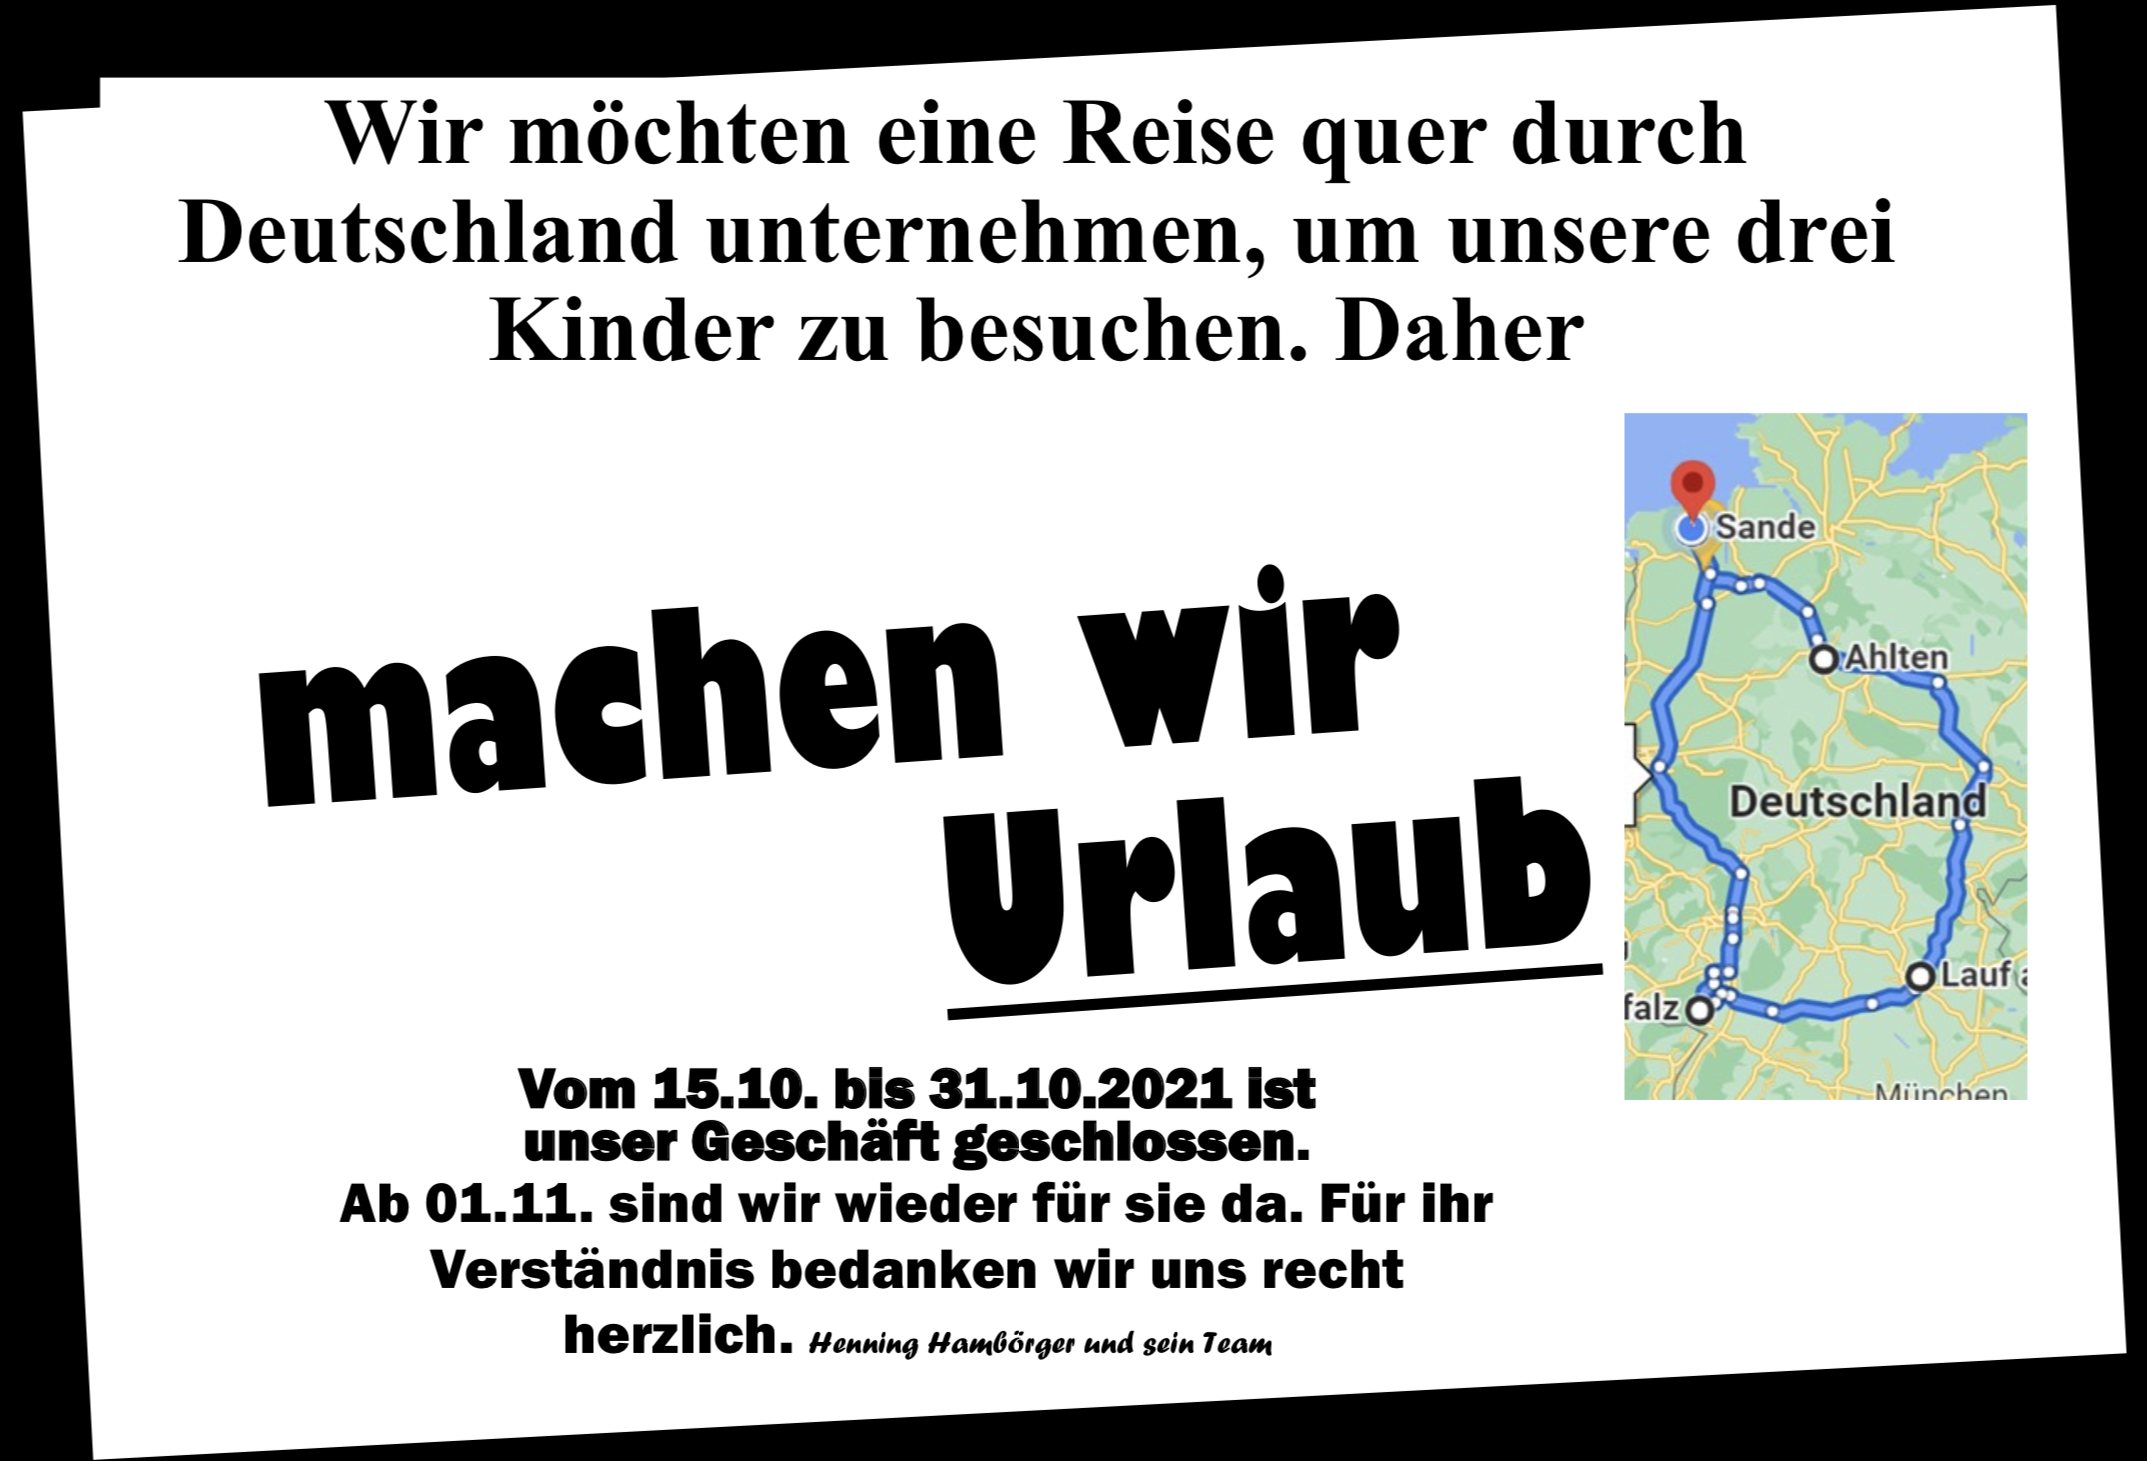 Wir möchten eine Reise quer durch
Deutschland unternehmen, um unsere drei
Kinder zu besuchen. Daher
machen wir
Urlaub
Sande
Ahlten
Deutschland
Lauf a
falz
München
Vom 15.10. bis 31.10.2021 ist
unser Geschäft geschlossen.
Ab 01.11. sind wir wieder für sie da. Für ihr
Verständnis bedanken wir uns recht
herzlich. Henning Hambörger und sein Team